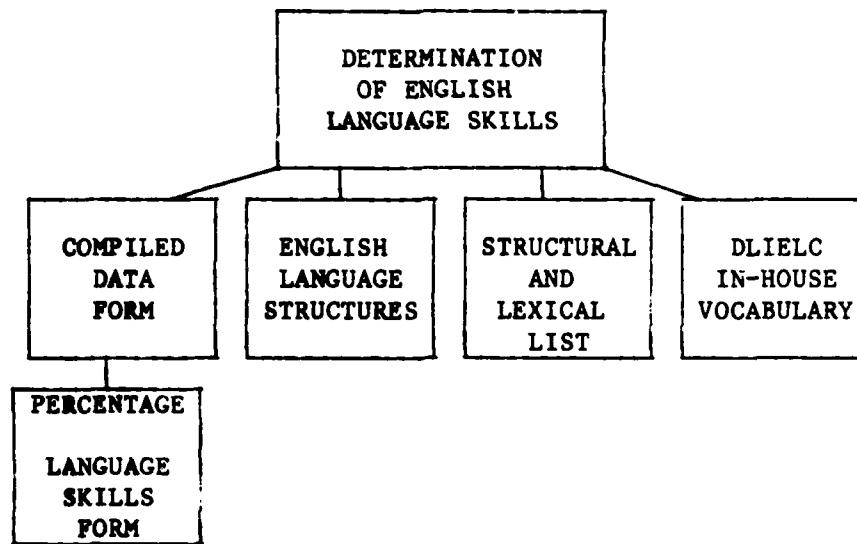 DETERMINATION
OF ENGLISH
LANGUAGE SKILLS
COMPILED
DATA
FORM
ENGLISH
LANGUAGE
STRUCTURES
STRUCTURAL
AND
LEXICAL
LIST
DLIELC
IN-HOUSE
VOCABULARY
PERCENTAGE
LANGUAGE
SKILLS
FORM